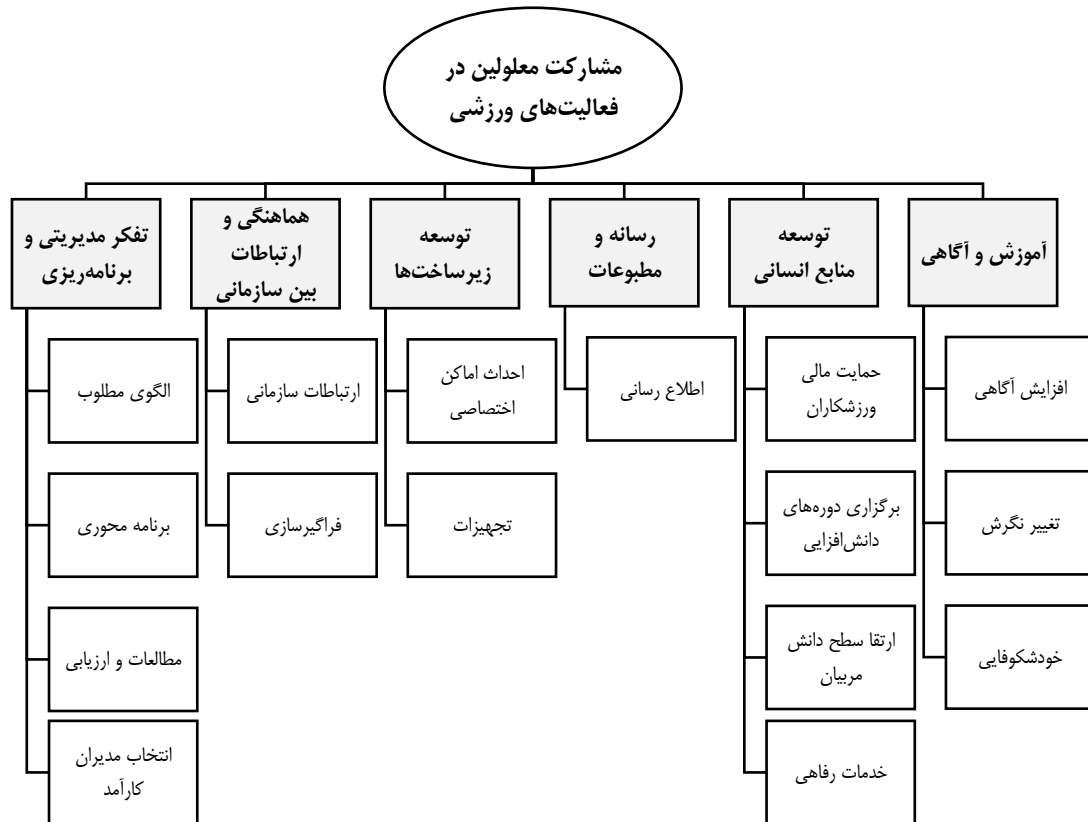 مشارکت معلولین در
فعالیت‌های ورزشی
آموزش و آگاهی
افزایش آگاهی
تغییر نگرش
خودشکوفایی
توسعه
منابع انسانی
حمایت مالی
ورزشکاران
برگزاری دوره‌های
دانش‌افزایی
ارتقا سطح دانش
مربیان
خدمات رفاهی
رسانه و
مطبوعات
اطلاع رسانی
توسعه
زیرساخت‌ها
احداث اماکن
اختصاصی
تجهیزات
هماهنگی و
ارتباطات
بین سازمانی
ارتباطات سازمانی
فراگیرسازی
تفکر مدیریتی و
برنامه‌ریزی
الگوی مطلوب
برنامه محوری
مطالعات و ارزیابی
انتخاب مدیران
کارآمد